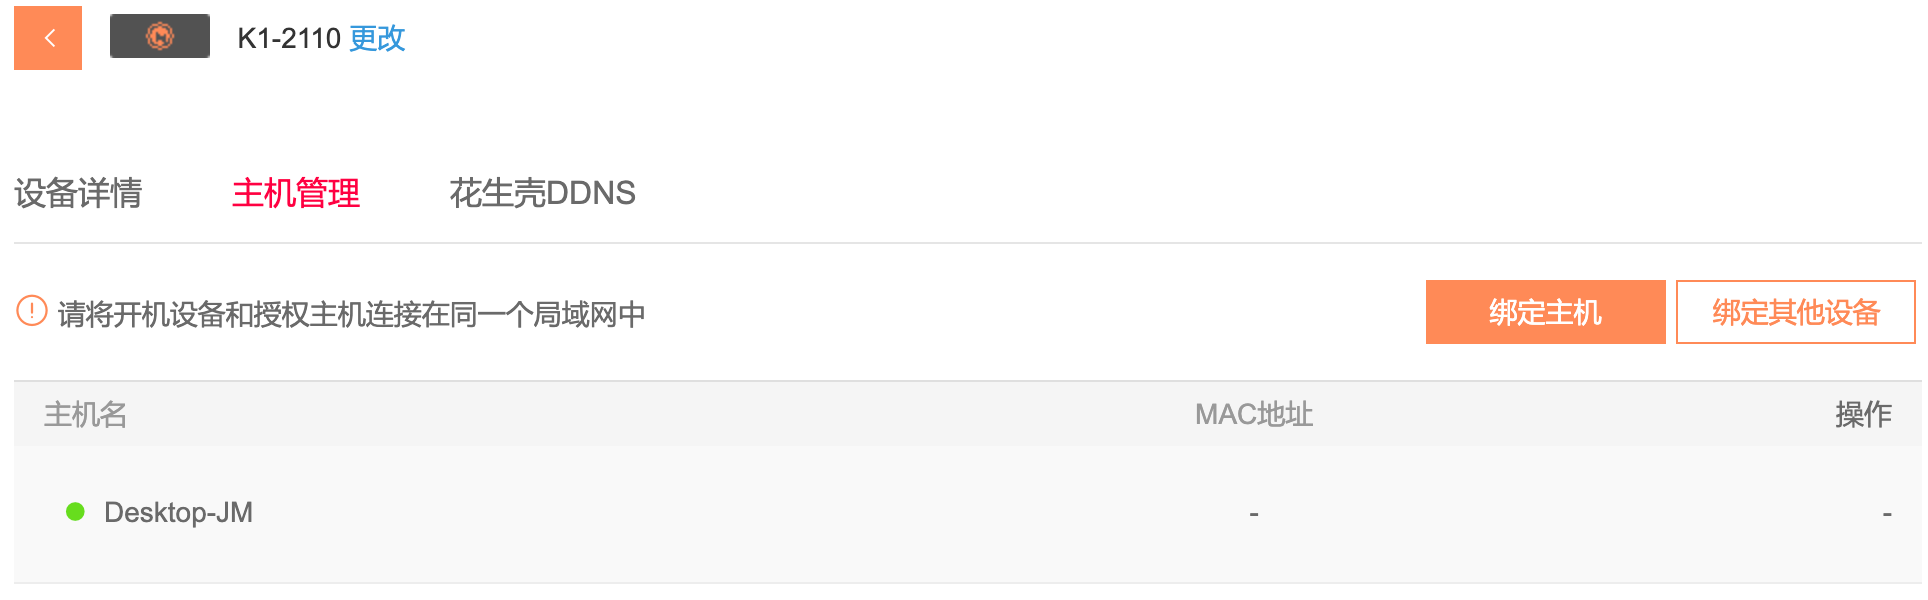 K1-2110 更改
设备详情 主机管理 花生壳DDNS
请将开机设备和授权主机连接在同一个局域网中 绑定主机 绑定其他设备
主机名 MAC地址 操作
Desktop-JM - -